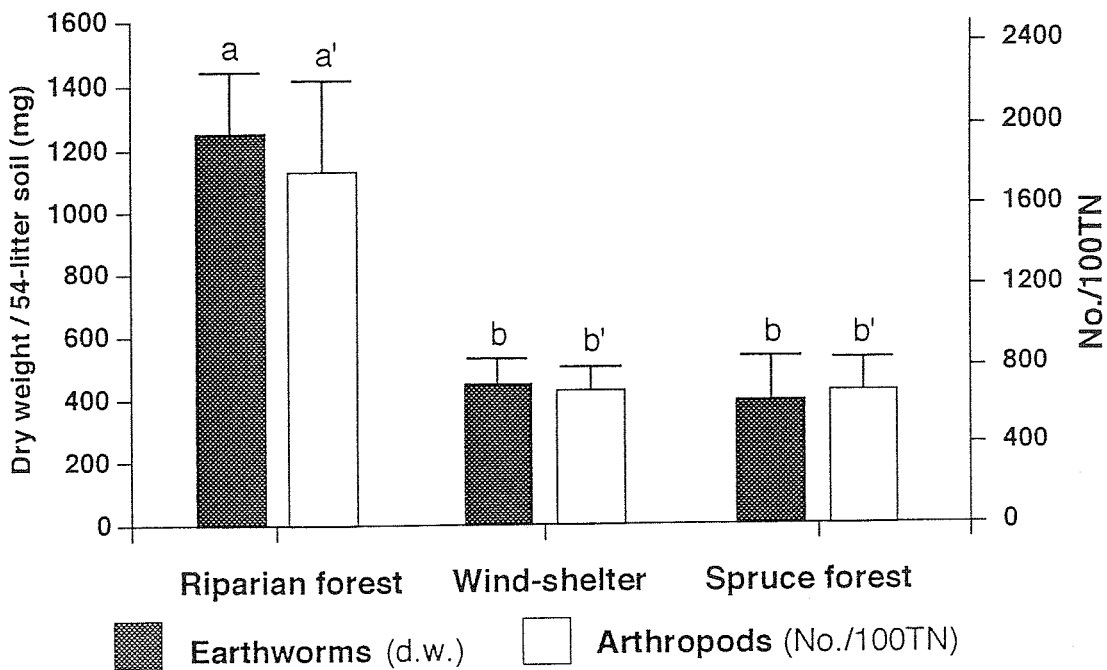 Dry weight / 54-litter soil (mg)
1600
1400
1200
1000
800
600
400
200
0
a
a'
b
b'
b
b'
2400
2000
1600
1200
800
400
0
No./100TN
Riparian forest
Wind-shelter
Spruce forest
Earthworms (d.w.)
Arthropods (No./100TN)